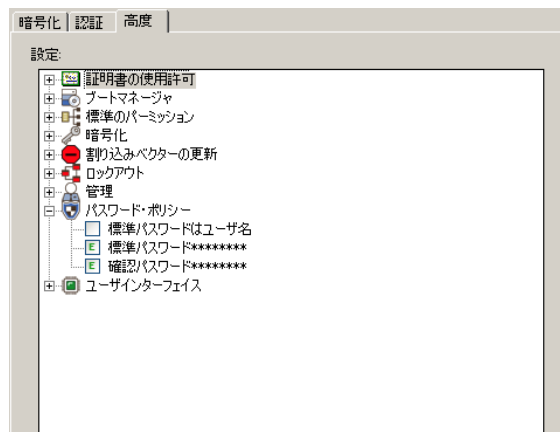 暗号化 認証 高度
設定:
証明書の使用許可
ブートマネージャ
標準のパーミッション
暗号化
割り込みベクターの更新
ロックアウト
管理
パスワード・ポリシー
標準パスワードはユーザ名
E 標準パスワード********
E 確認パスワード********
ユーザインターフェイス